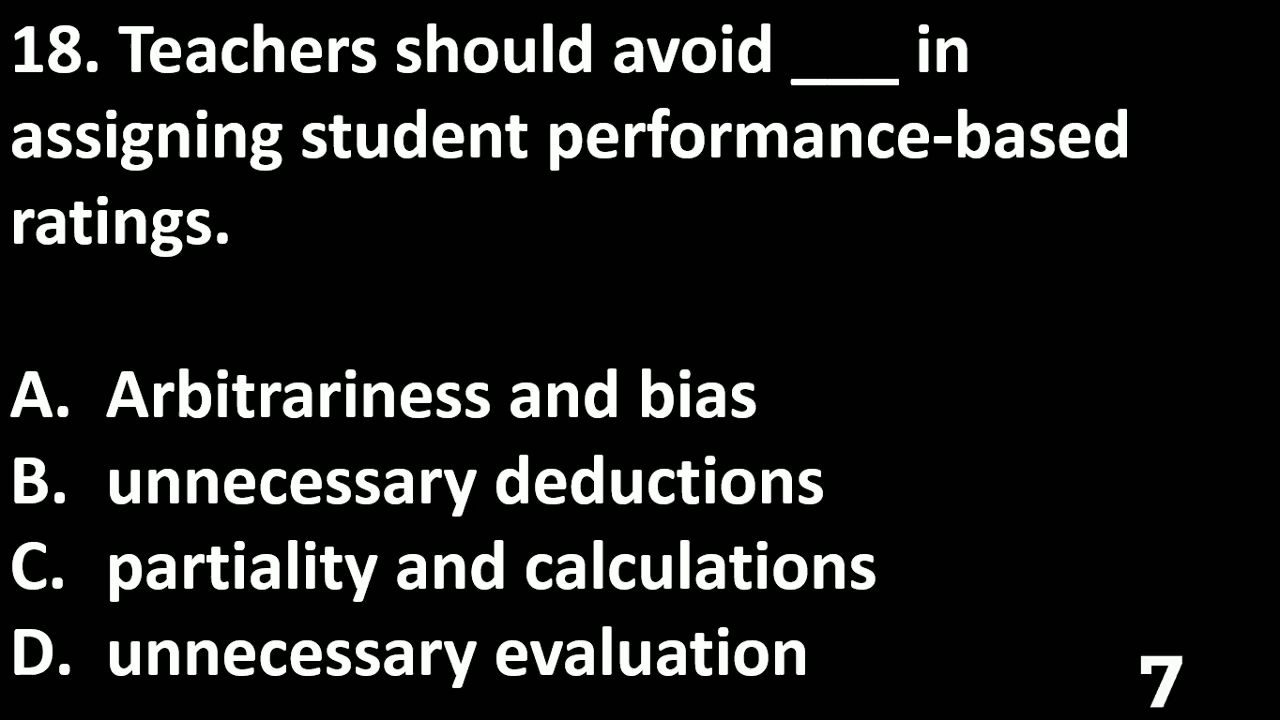 18. Teachers should avoid ___ in
assigning student performance-based
ratings.
A. Arbitrariness and bias
B. unnecessary deductions
C. partiality and calculations
D. unnecessary evaluation
7